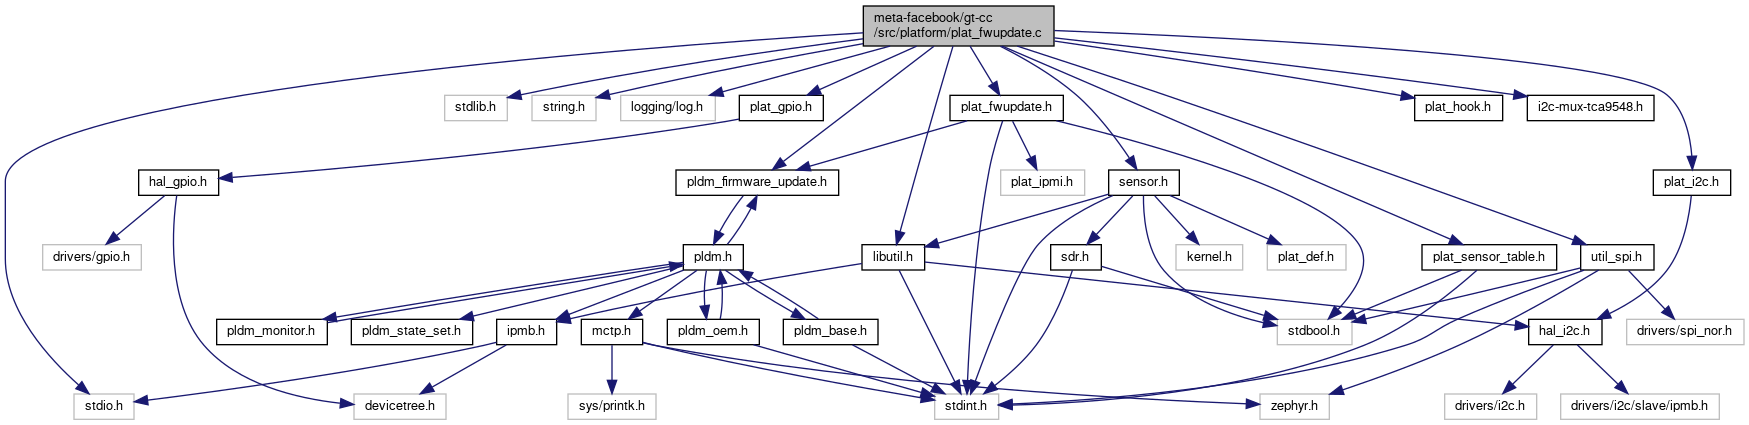 meta-facebook/gt-cc
/src/platform/plat_fwupdate.c
stdlib.h
string.h
logging/log.h
plat_gpio.h
plat_fwupdate.h
plat_hook.h
i2c-mux-tca9548.h
hal_gpio.h
pldm_firmware_update.h
plat_ipmi.h
sensor.h
plat_i2c.h
drivers/gpio.h
pldm.h
libutil.h
sdr.h
kernel.h
plat_def.h
plat_sensor_table.h
util_spi.h
pldm_monitor.h
pldm_state_set.h
ipmb.h
mctp.h
pldm_oem.h
pldm_base.h
stdbool.h
hal_i2c.h
drivers/spi_nor.h
stdio.h
devicetree.h
sys/printk.h
stdint.h
zephyr.h
drivers/i2c.h
drivers/i2c/slave/ipmb.h